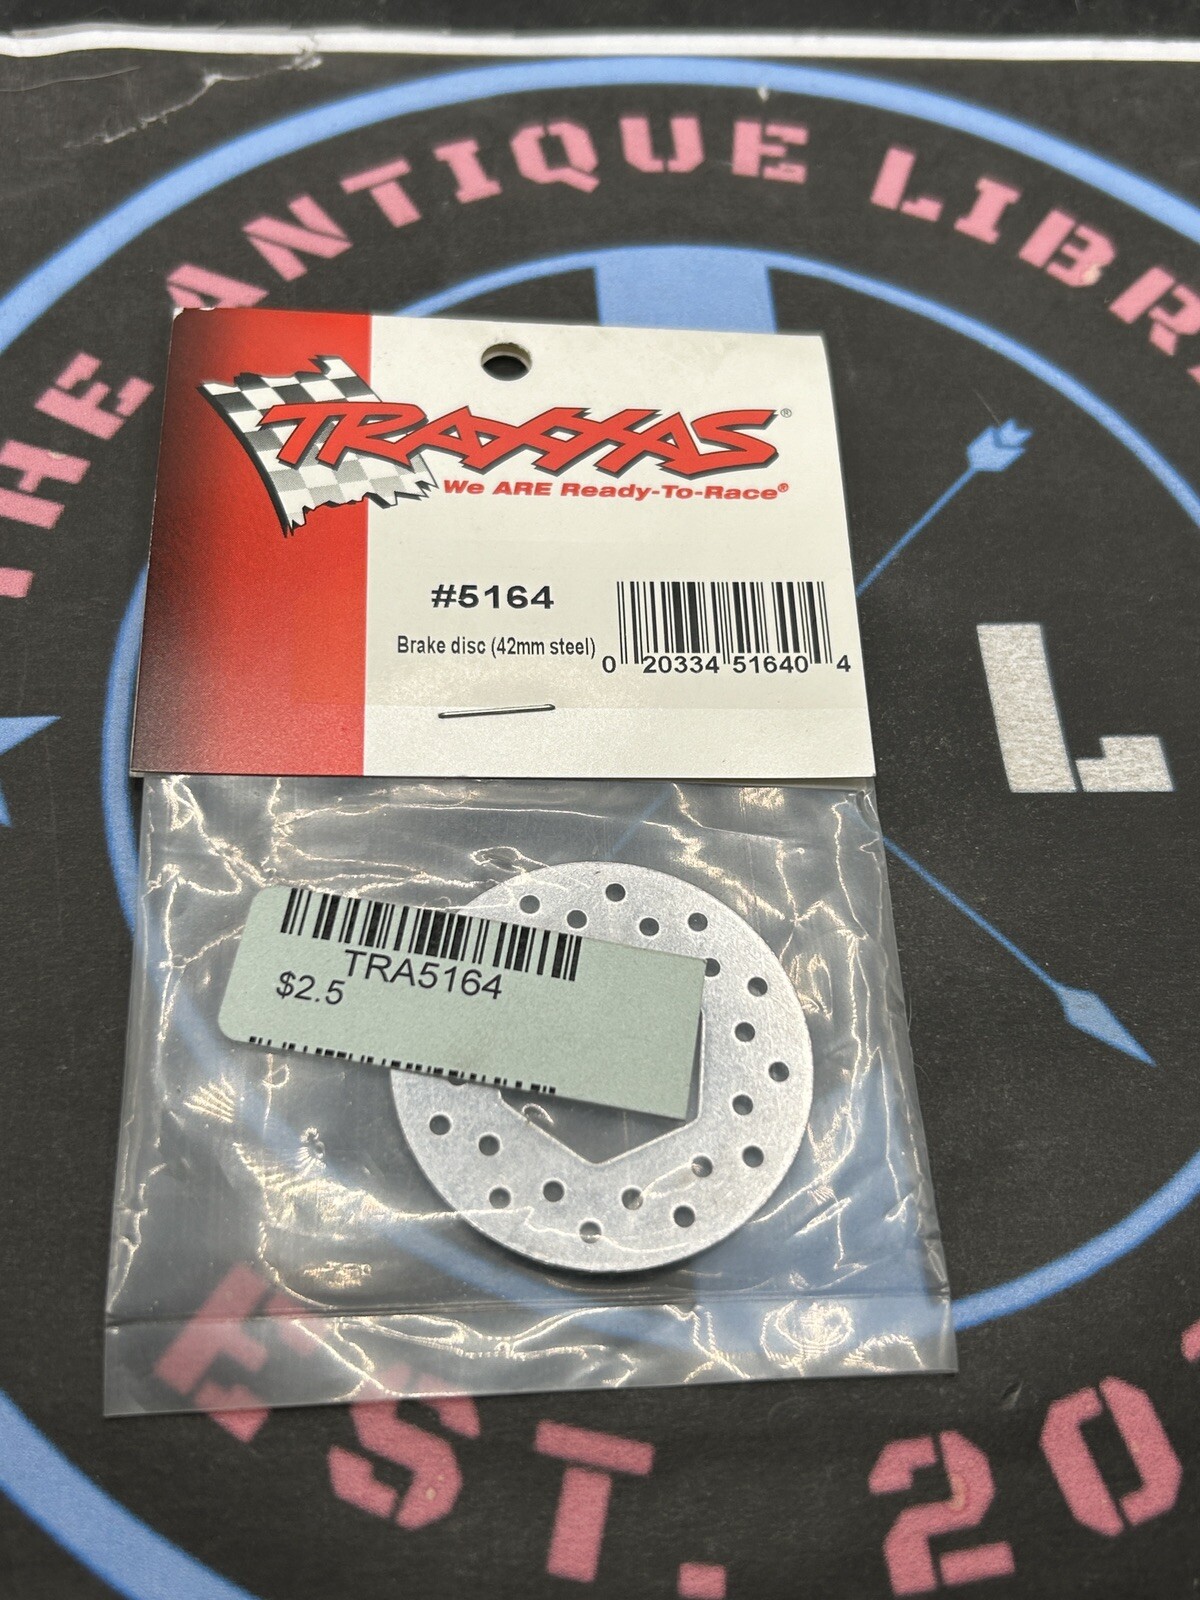 THE ANTIQUE LIBRA
TRAXXAS®
We ARE Ready-To-Race®
#5164
Brake disc (42mm steel)
0 20334 51640 4
L
TRA5164
$2.5
EST. 20